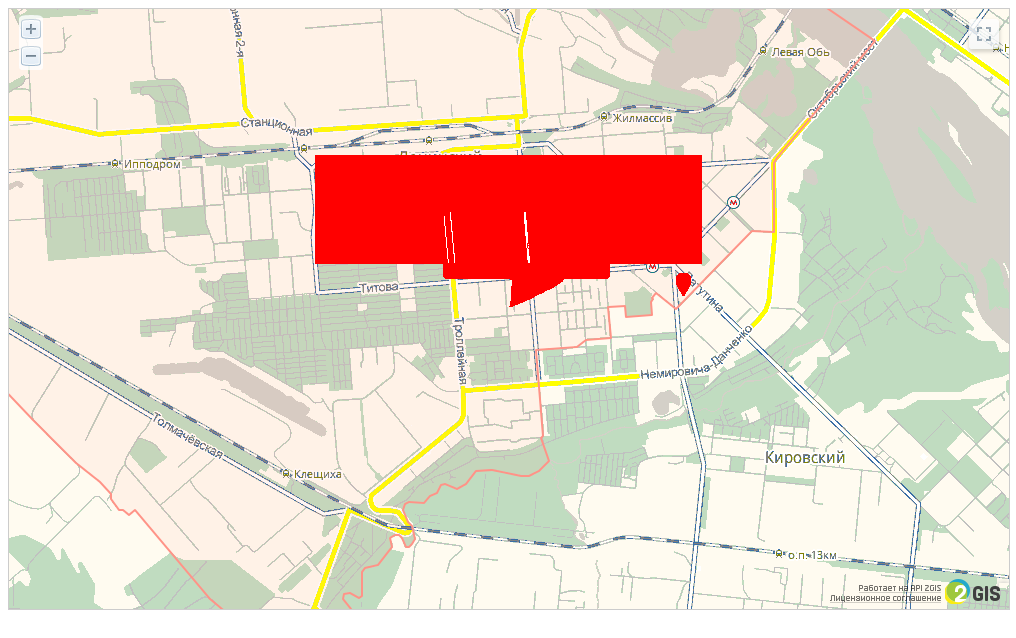 Левая Обь
Октябрьский мост
Станционная
Жилмассив
Ипподром
М
М
Титова
Троллейная
Немировича-Данченко
Толмачёвская
Клещиха
Кировский
о.п. 13км
Работает на API 2GIS
Лицензионное соглашение
2GIS